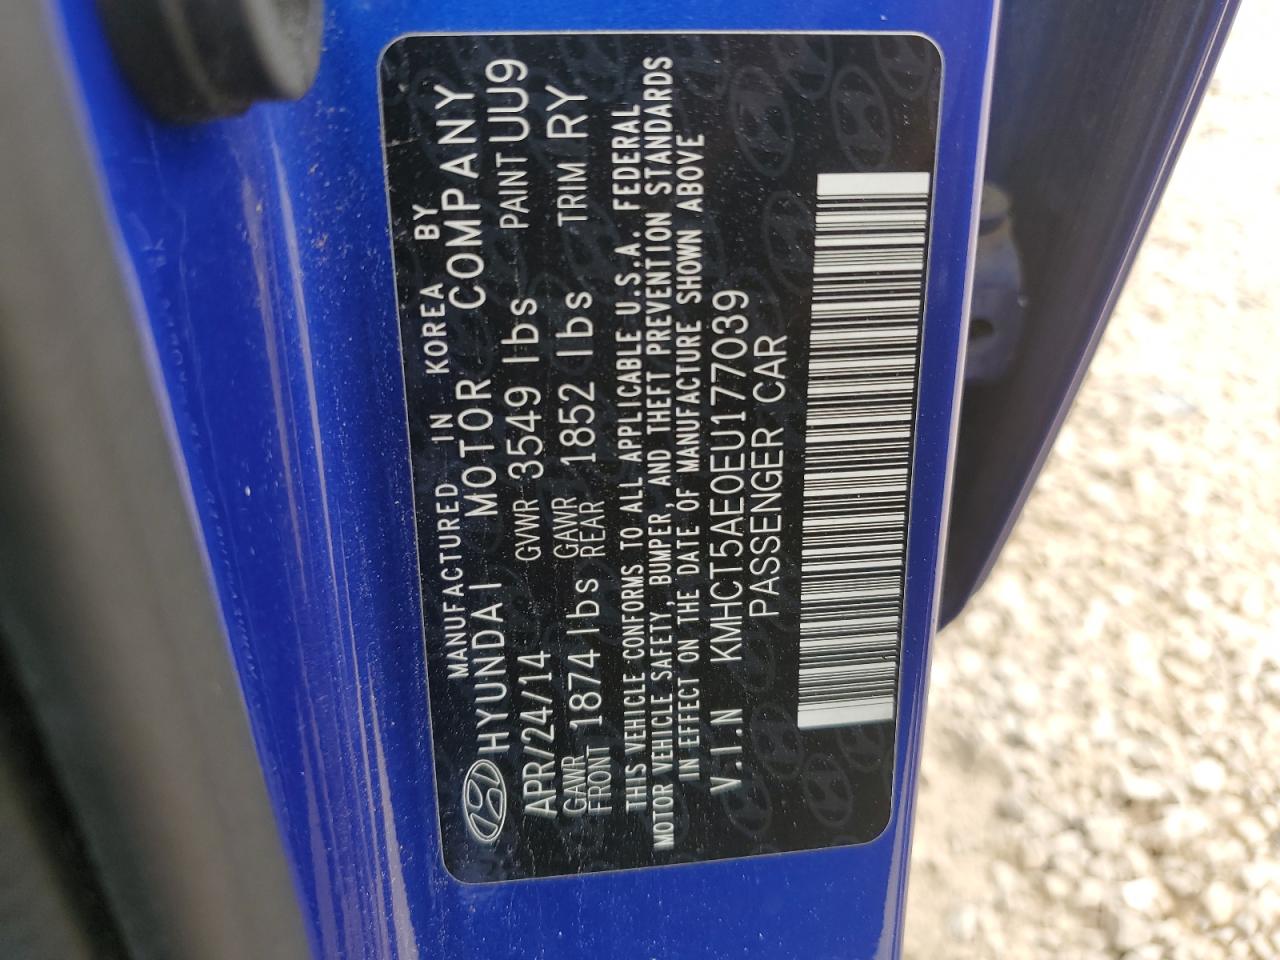 MANUFACTURED IN KOREA BY
HYUNDAI MOTOR COMPANY
APR/24/14 GVWR 3549 lbs PAINT UU9
GAWR FRONT 1874 lbs GAWR REAR 1852 lbs TRIM RY
THIS VEHICLE CONFORMS TO ALL APPLICABLE U.S.A. FEDERAL
MOTOR VEHICLE SAFETY, BUMPER, AND THEFT PREVENTION STANDARDS
IN EFFECT ON THE DATE OF MANUFACTURE SHOWN ABOVE
V.I.N KMHCT5AE0EU177039
PASSENGER CAR